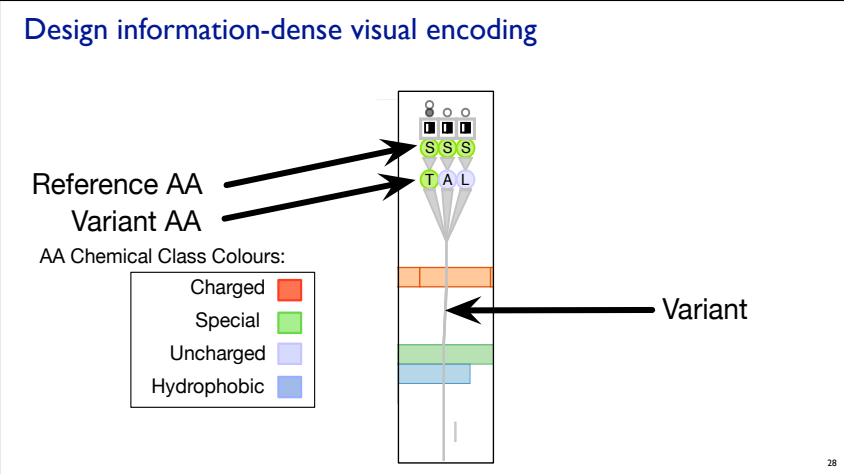 Design information-dense visual encoding
S S S
T A L
Reference AA
Variant AA
AA Chemical Class Colours:
Charged
Special
Uncharged
Hydrophobic
Variant
28